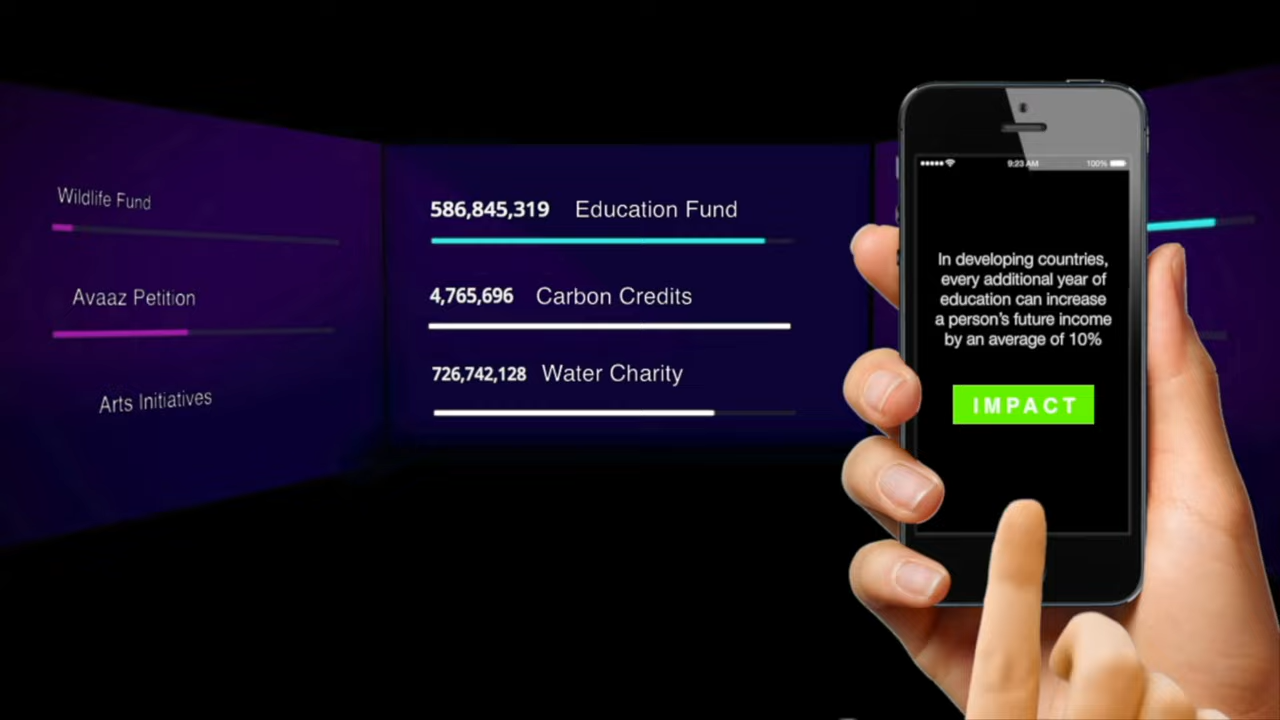 Wildlife Fund
Avaaz Petition
Arts Initiatives
586,845,319 Education Fund
4,765,696 Carbon Credits
726,742,128 Water Charity
9:23 AM 100%
In developing countries,
every additional year of
education can increase
a person's future income
by an average of 10%
IMPACT